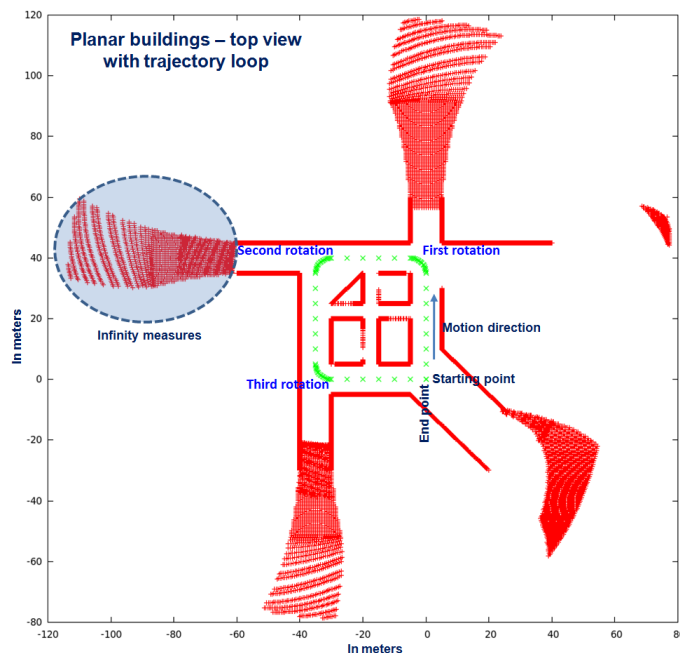 Planar buildings – top view
with trajectory loop
120
100
80
60
40
20
0
-20
-40
-60
-80
In meters
Second rotation
First rotation
Infinity measures
Motion direction
Third rotation
Starting point
End point
-120
-100
-80
-60
-40
-20
0
20
40
60
80
In meters